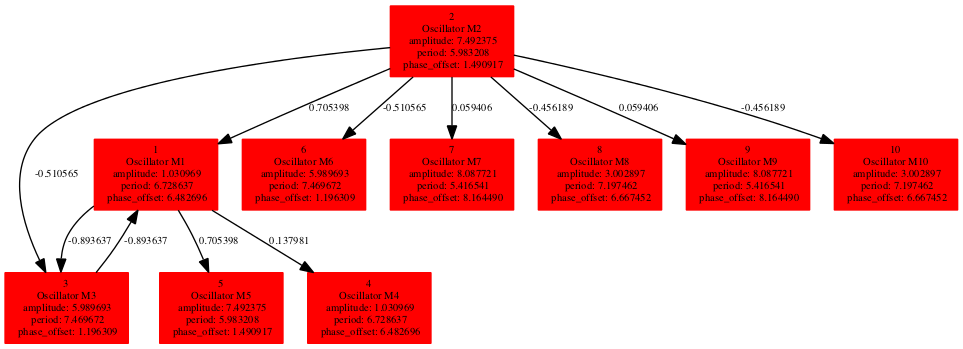 2
Oscillator M2
amplitude: 7.492375
period: 5.983208
phase_offset: 1.490917
0.705398
-0.510565
0.059406
-0.456189
0.059406
-0.456189
-0.510565
1
Oscillator M1
amplitude: 1.030969
period: 6.728637
phase_offset: 6.482696
6
Oscillator M6
amplitude: 5.989693
period: 7.469672
phase_offset: 1.196309
7
Oscillator M7
amplitude: 8.087721
period: 5.416541
phase_offset: 8.164490
8
Oscillator M8
amplitude: 3.002897
period: 7.197462
phase_offset: 6.667452
9
Oscillator M9
amplitude: 8.087721
period: 5.416541
phase_offset: 8.164490
10
Oscillator M10
amplitude: 3.002897
period: 7.197462
phase_offset: 6.667452
-0.893637
-0.893637
0.705398
0.137981
3
Oscillator M3
amplitude: 5.989693
period: 7.469672
phase_offset: 1.196309
5
Oscillator M5
amplitude: 7.492375
period: 5.983208
phase_offset: 1.490917
4
Oscillator M4
amplitude: 1.030969
period: 6.728637
phase_offset: 6.482696